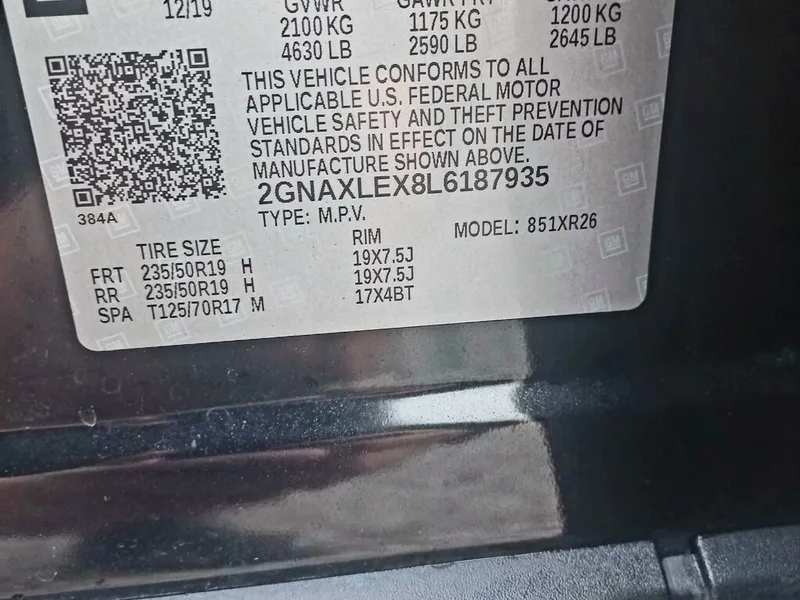 12/19 GVWR GAWR FRT
2100 KG 1175 KG 1200 KG
4630 LB 2590 LB 2645 LB
THIS VEHICLE CONFORMS TO ALL
APPLICABLE U.S. FEDERAL MOTOR
VEHICLE SAFETY AND THEFT PREVENTION
STANDARDS IN EFFECT ON THE DATE OF
MANUFACTURE SHOWN ABOVE.
2GNAXLEX8L6187935
384A
TYPE: M.P.V. MODEL: 851XR26
TIRE SIZE RIM
FRT 235/50R19 H 19X7.5J
RR 235/50R19 H 19X7.5J
SPA T125/70R17 M 17X4BT